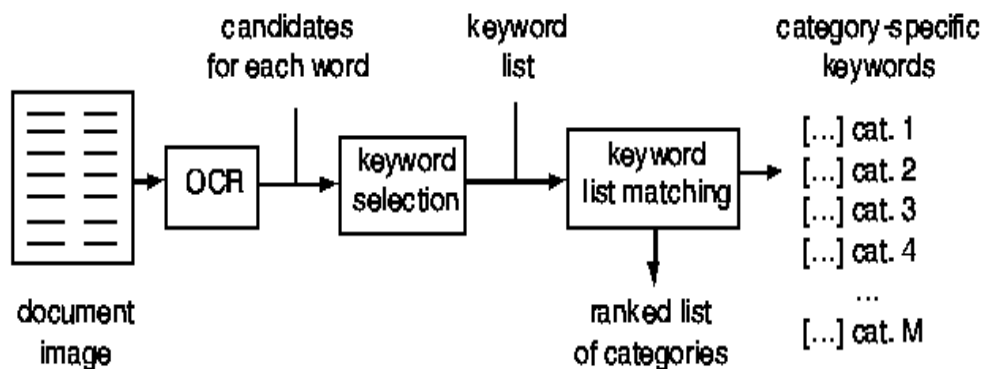 candidates
for each word
keyword
list
category-specific
keywords
OCR
keyword
selection
keyword
list matching
[...] cat. 1
[...] cat. 2
[...] cat. 3
[...] cat. 4
...
[...] cat. M
document
image
ranked list
of categories